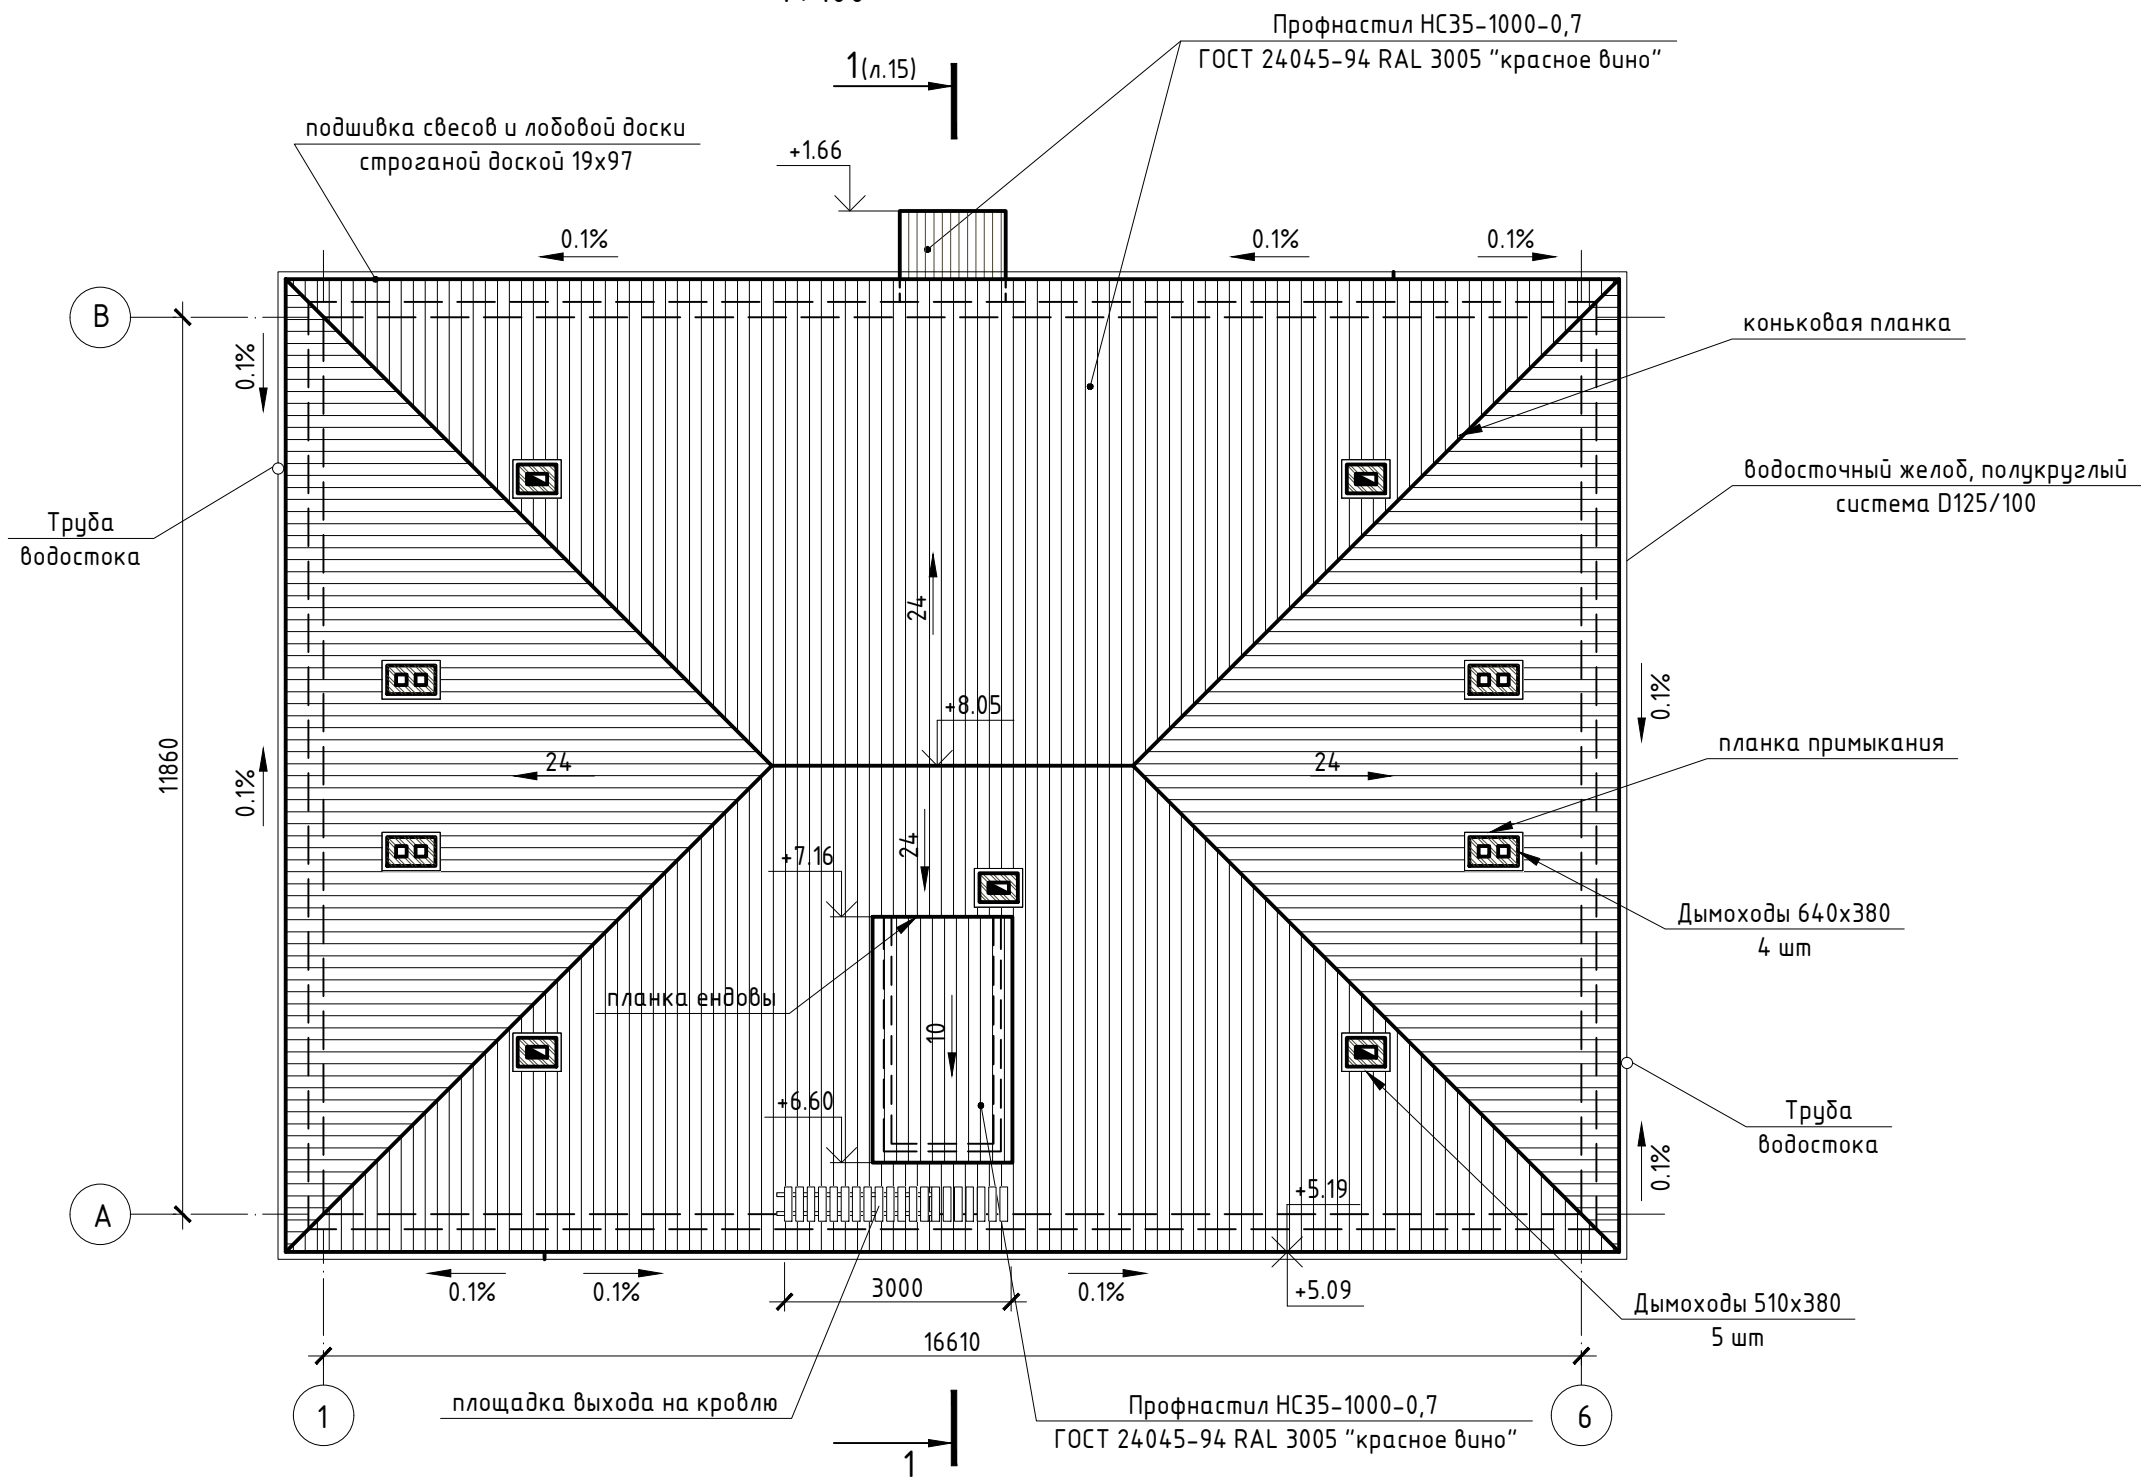 Профнастил НС35-1000-0,7
ГОСТ 24045-94 RAL 3005 "красное вино"
1(л.15)
подшивка свесов и лобовой доски
строганой доской 19х97
+1.66
0.1%
0.1%
0.1%
В
коньковая планка
0.1%
водосточный желоб, полукруглый
система D125/100
Труба
водостока
24
0.1%
+8.05
планка примыкания
24
24
11860
0.1%
24
+7.16
Дымоходы 640х380
4 шт
планка ендовы
10
+6.60
Труба
водостока
0.1%
+5.19
А
0.1%
0.1%
3000
0.1%
+5.09
Дымоходы 510х380
5 шт
16610
площадка выхода на кровлю
Профнастил НС35-1000-0,7
ГОСТ 24045-94 RAL 3005 "красное вино"
1
6
1